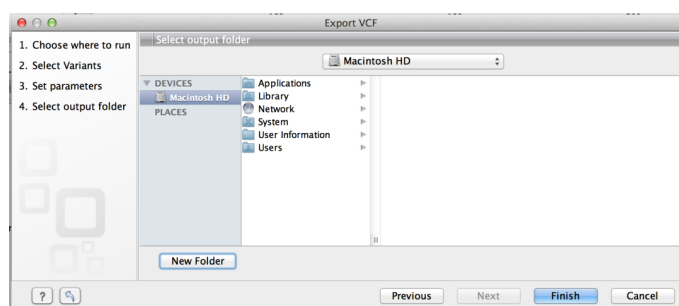 Export VCF
1. Choose where to run
2. Select Variants
3. Set parameters
4. Select output folder
Select output folder
Macintosh HD
DEVICES
Macintosh HD
PLACES
Applications
Library
Network
System
User Information
Users
New Folder
?
Previous
Next
Finish
Cancel